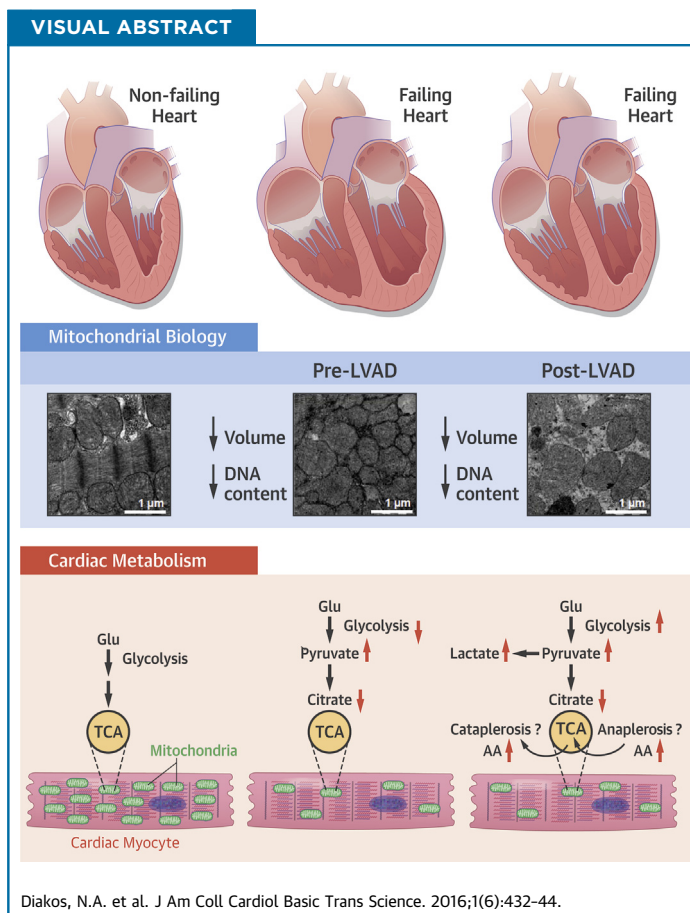 VISUAL ABSTRACT
Non-failing
Heart
Failing
Heart
Failing
Heart
Mitochondrial Biology
Pre-LVAD
Post-LVAD
1 µm
↓ Volume
↓ DNA
content
1 µm
↓ Volume
↓ DNA
content
1 µm
Cardiac Metabolism
Glu
Glycolysis
TCA
Mitochondria
Cardiac Myocyte
Glu
Glycolysis ↓
Pyruvate ↑
Citrate ↓
TCA
Glu
Glycolysis ↑
Lactate ↑ ← Pyruvate ↑
Citrate ↓
Cataplerosis ? TCA Anaplerosis ?
AA ↑ AA ↑
Diakos, N.A. et al. J Am Coll Cardiol Basic Trans Science. 2016;1(6):432-44.